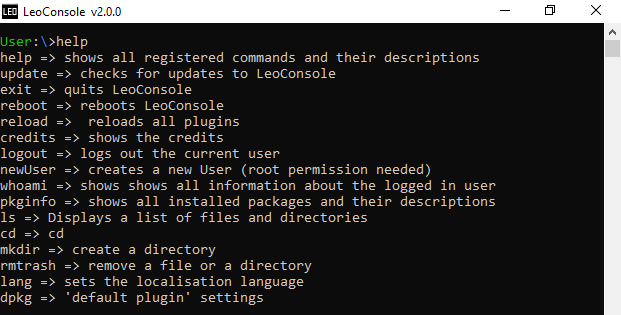 LEO LeoConsole v2.0.0
User:\>help
help => shows all registered commands and their descriptions
update => checks for updates to LeoConsole
exit => quits LeoConsole
reboot => reboots LeoConsole
reload =>  reloads all plugins
credits => shows the credits
logout => logs out the current user
newUser => creates a new User (root permission needed)
whoami => shows shows all information about the logged in user
pkginfo => shows all installed packages and their descriptions
ls => Displays a list of files and directories
cd => cd
mkdir => create a directory
rmtrash => remove a file or a directory
lang => sets the localisation language
dpkg => 'default plugin' settings